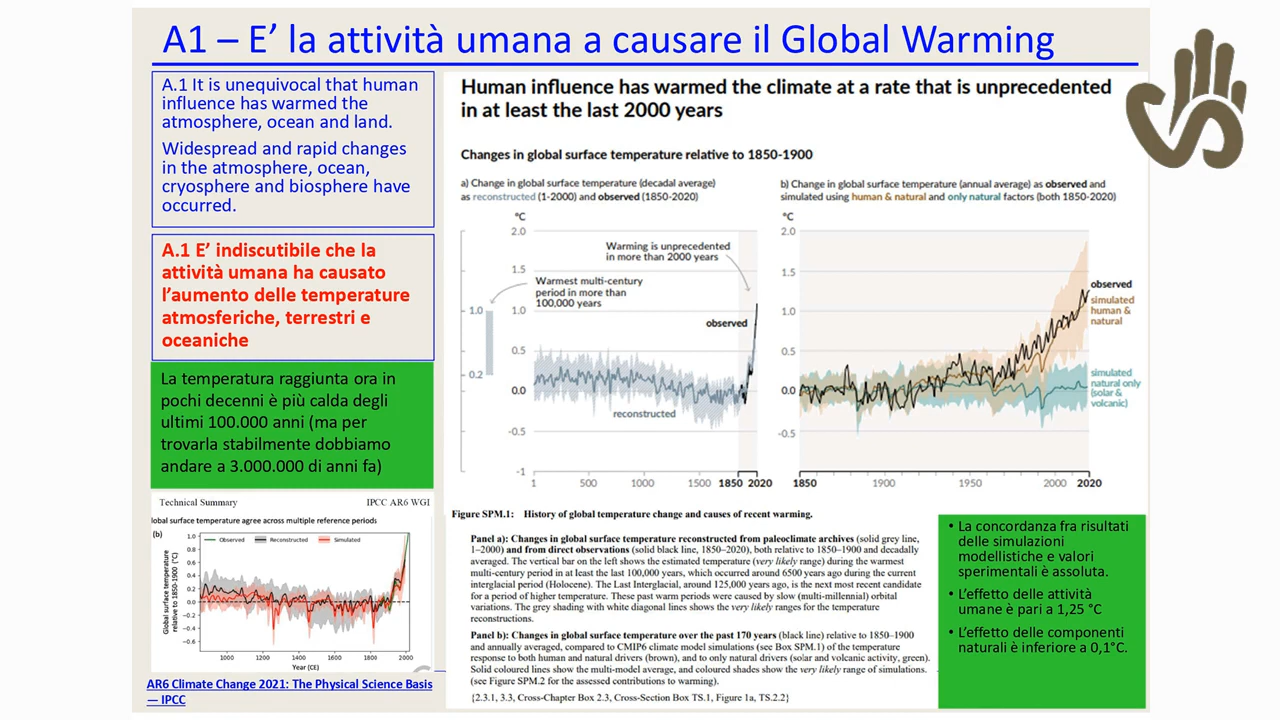 A1 – E’ la attività umana a causare il Global Warming
A.1 It is unequivocal that human
influence has warmed the
atmosphere, ocean and land.
Widespread and rapid changes
in the atmosphere, ocean,
cryosphere and biosphere have
occurred.
A.1 E’ indiscutibile che la
attività umana ha causato
l’aumento delle temperature
atmosferiche, terrestri e
oceaniche
La temperatura raggiunta ora in
pochi decenni è più calda degli
ultimi 100.000 anni (ma per
trovarla stabilmente dobbiamo
andare a 3.000.000 di anni fa)
Technical Summary IPCC AR6 WGI
lobal surface temperature agree across multiple reference periods
(b)
Observed Reconstructed Simulated
Global surface temperature
relative to 1850-1900 (°C)
1.0
0.8
0.6
0.4
0.2
0.0
−0.2
−0.4
−0.6
1000 1200 1400 1600 1800 2000
Year (CE)
AR6 Climate Change 2021: The Physical Science Basis
— IPCC
Human influence has warmed the climate at a rate that is unprecedented
in at least the last 2000 years
Changes in global surface temperature relative to 1850-1900
a) Change in global surface temperature (decadal average)
as reconstructed (1-2000) and observed (1850-2020)
°C
2.0
1.5
1.0
0.5
0.0
-0.5
-1
1.0
0.2
Warming is unprecedented
in more than 2000 years
Warmest multi-century
period in more than
100,000 years
observed
reconstructed
1 500 1000 1500 1850 2020
b) Change in global surface temperature (annual average) as observed and
simulated using human & natural and only natural factors (both 1850-2020)
°C
2.0
1.5
1.0
0.5
0.0
-0.5
observed
simulated
human &
natural
simulated
natural only
(solar &
volcanic)
1850 1900 1950 2000 2020
Figure SPM.1: History of global temperature change and causes of recent warming.
Panel a): Changes in global surface temperature reconstructed from paleoclimate archives (solid grey line,
1–2000) and from direct observations (solid black line, 1850–2020), both relative to 1850–1900 and decadally
averaged. The vertical bar on the left shows the estimated temperature (very likely range) during the warmest
multi-century period in at least the last 100,000 years, which occurred around 6500 years ago during the current
interglacial period (Holocene). The Last Interglacial, around 125,000 years ago, is the next most recent candidate
for a period of higher temperature. These past warm periods were caused by slow (multi-millennial) orbital
variations. The grey shading with white diagonal lines shows the very likely ranges for the temperature
reconstructions.
Panel b): Changes in global surface temperature over the past 170 years (black line) relative to 1850–1900
and annually averaged, compared to CMIP6 climate model simulations (see Box SPM.1) of the temperature
response to both human and natural drivers (brown), and to only natural drivers (solar and volcanic activity, green).
Solid coloured lines show the multi-model average, and coloured shades show the very likely range of simulations.
(see Figure SPM.2 for the assessed contributions to warming).
{2.3.1, 3.3, Cross-Chapter Box 2.3, Cross-Section Box TS.1, Figure 1a, TS.2.2}
• La concordanza fra risultati
delle simulazioni
modellistiche e valori
sperimentali è assoluta.
• L’effetto delle attività
umane è pari a 1,25 °C
• L’effetto delle componenti
naturali è inferiore a 0,1°C.